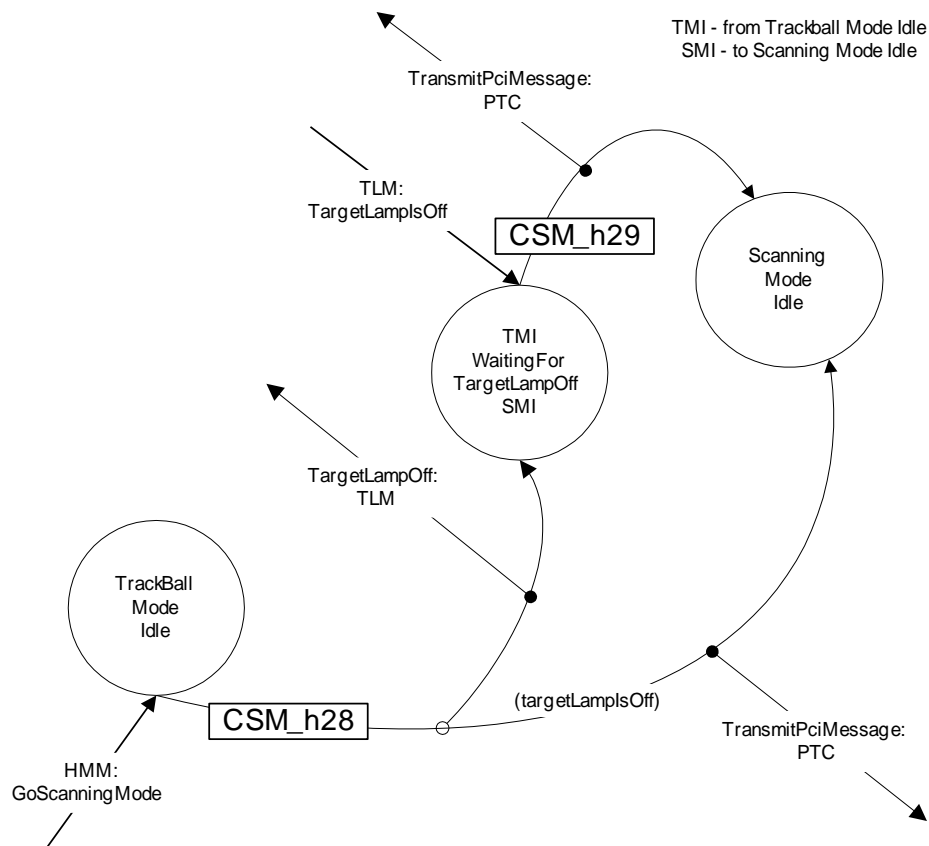 TMI - from Trackball Mode Idle
SMI - to Scanning Mode Idle
TransmitPciMessage:
PTC
TLM:
TargetLampIsOff
CSM_h29
Scanning
Mode
Idle
TMI
WaitingFor
TargetLampOff
SMI
TargetLampOff:
TLM
TrackBall
Mode
Idle
(targetLampIsOff)
CSM_h28
TransmitPciMessage:
PTC
HMM:
GoScanningMode